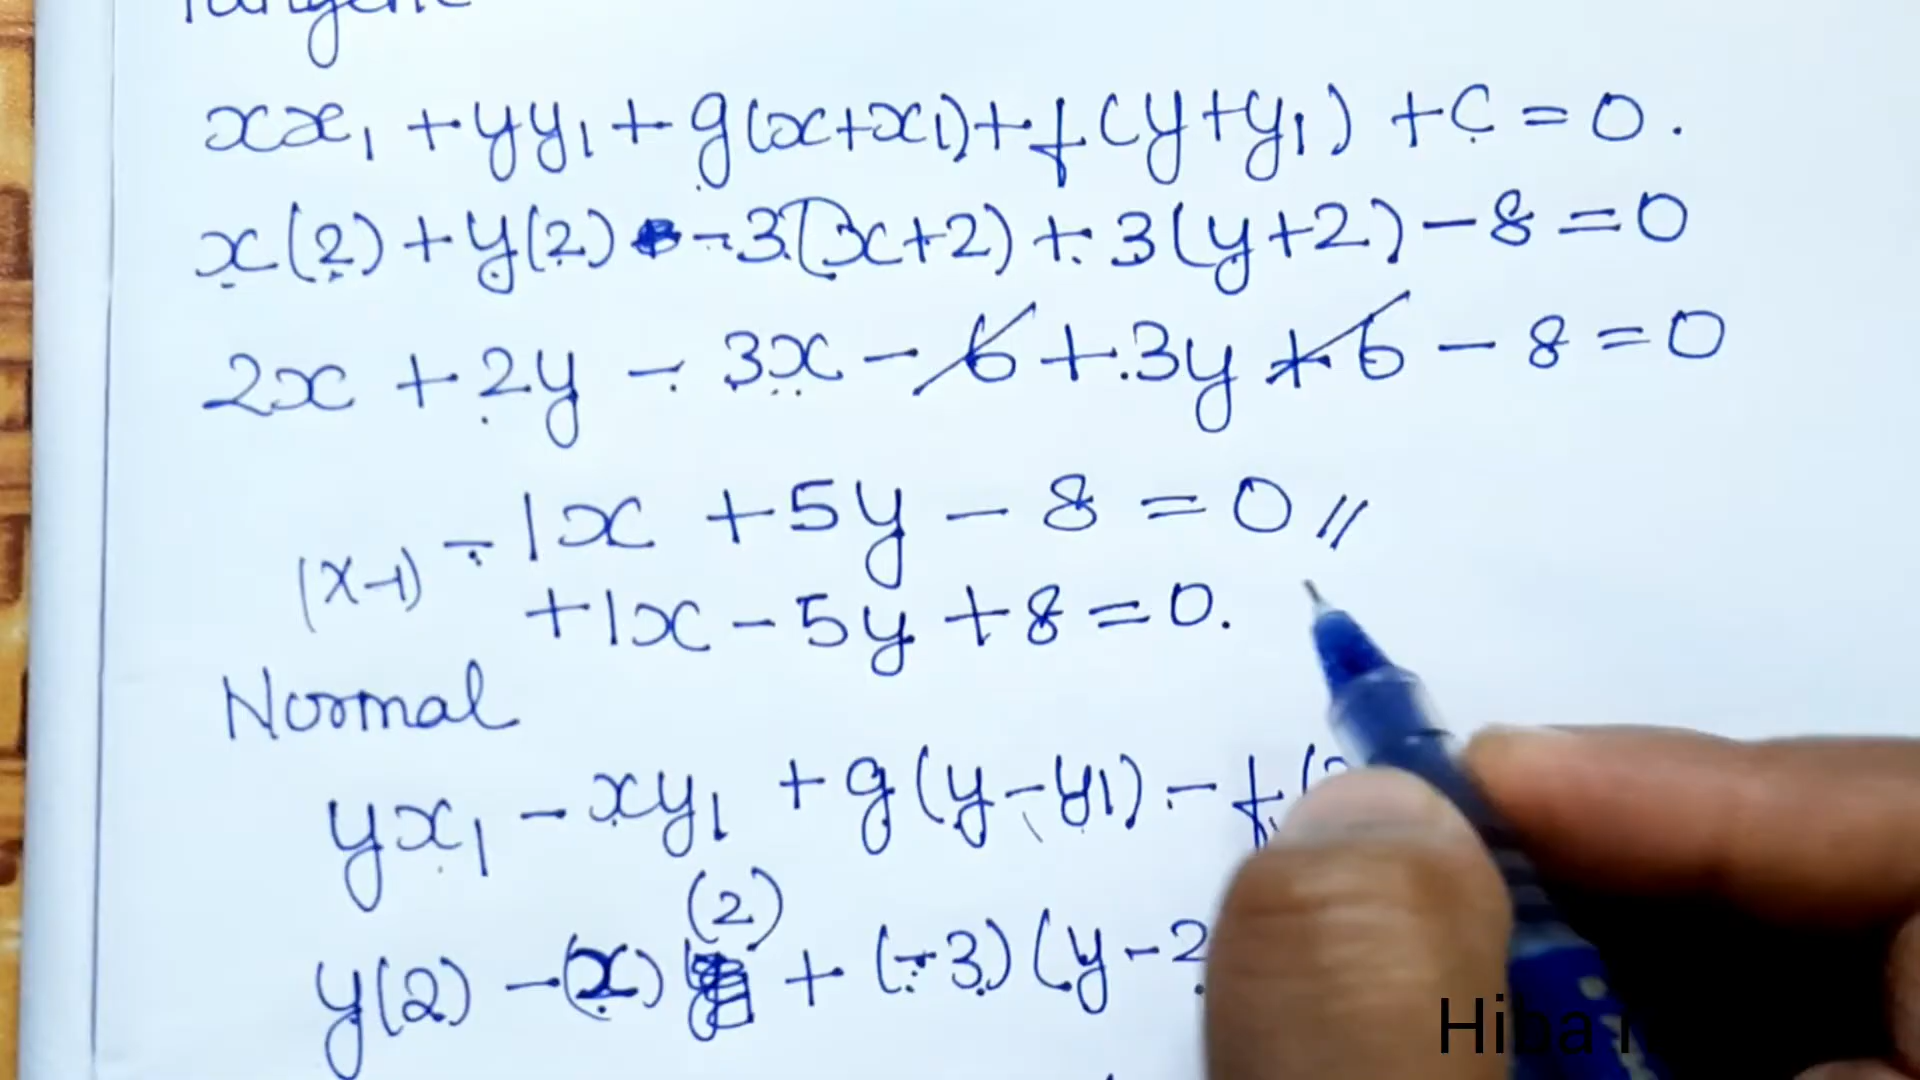 Tangent
xx₁ + yy₁ + g(x+x₁) + f(y+y₁) + c = 0.
x(2) + y(2) - 3(x+2) + 3(y+2) - 8 = 0
2x + 2y - 3x - 6 + 3y + 6 - 8 = 0
-1x + 5y - 8 = 0 //
(x-1)
+1x - 5y + 8 = 0.
Normal
yx₁ - xy₁ + g(y-y₁) - f(
(2)
y(2) - (x) + (-3)(y-2
Hiba